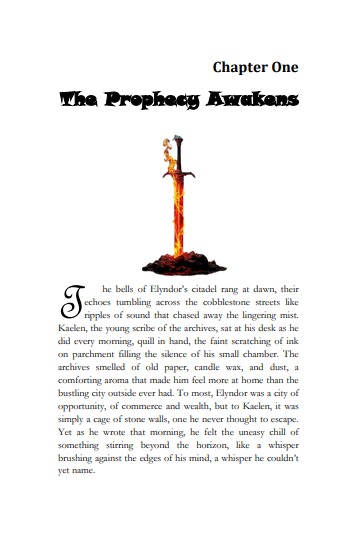 Chapter One
The Prophecy Awakens
The bells of Elyndor's citadel rang at dawn, their
echoes tumbling across the cobblestone streets like
ripples of sound that chased away the lingering mist.
Kaelen, the young scribe of the archives, sat at his desk as he
did every morning, quill in hand, the faint scratching of ink
on parchment filling the silence of his small chamber. The
archives smelled of old paper, candle wax, and dust, a
comforting aroma that made him feel more at home than the
bustling city outside ever had. To most, Elyndor was a city of
opportunity, of commerce and wealth, but to Kaelen, it was
simply a cage of stone walls, one he never thought to escape.
Yet as he wrote that morning, he felt the uneasy chill of
something stirring beyond the horizon, like a whisper
brushing against the edges of his mind, a whisper he couldn't
yet name.